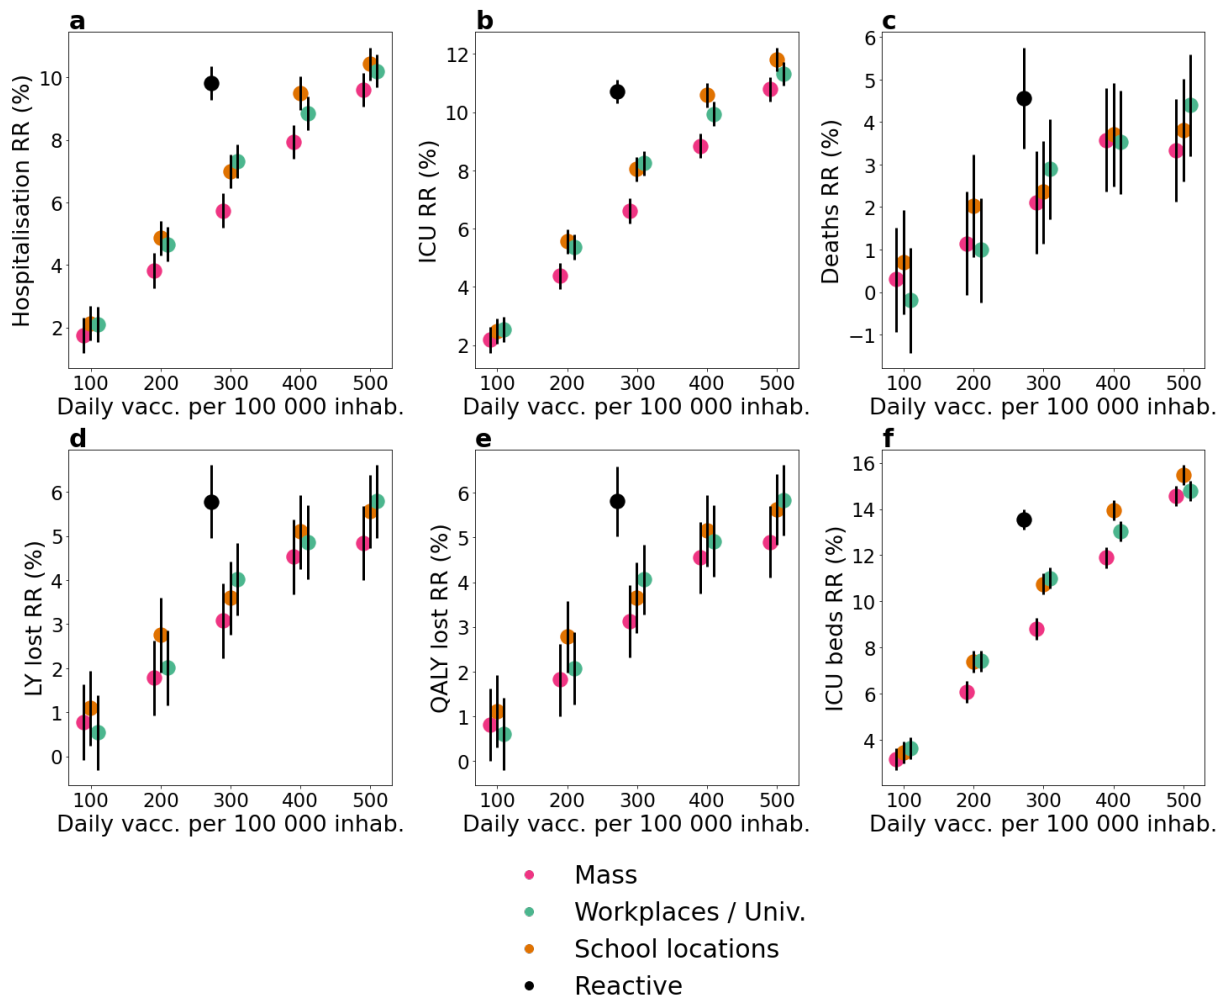 a
b
c
Hospitalisation RR (%)
10
8
6
4
2
100 200 300 400 500
Daily vacc. per 100 000 inhab.
ICU RR (%)
12
10
8
6
4
2
100 200 300 400 500
Daily vacc. per 100 000 inhab.
Deaths RR (%)
6
5
4
3
2
1
0
−1
100 200 300 400 500
Daily vacc. per 100 000 inhab.
d
e
f
LY lost RR (%)
6
5
4
3
2
1
0
100 200 300 400 500
Daily vacc. per 100 000 inhab.
QALY lost RR (%)
6
5
4
3
2
1
0
100 200 300 400 500
Daily vacc. per 100 000 inhab.
ICU beds RR (%)
16
14
12
10
8
6
4
100 200 300 400 500
Daily vacc. per 100 000 inhab.
Mass
Workplaces / Univ.
School locations
Reactive